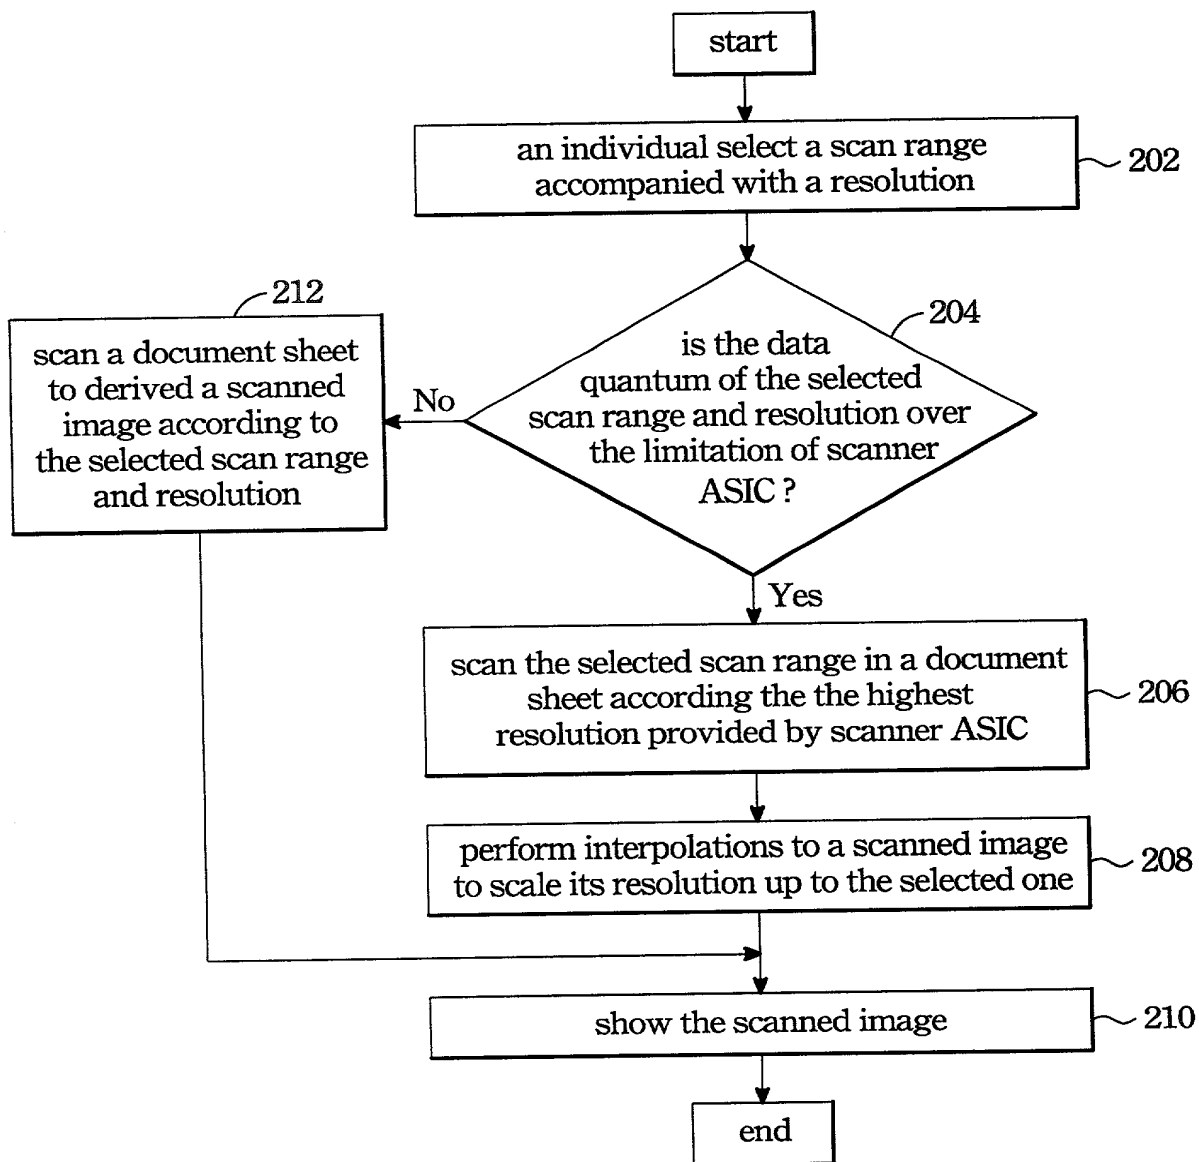 start
an individual select a scan range
accompanied with a resolution
202
212
204
scan a document sheet
to derived a scanned
image according to
the selected scan range
and resolution
No
is the data
quantum of the selected
scan range and resolution over
the limitation of scanner
ASIC ?
Yes
scan the selected scan range in a document
sheet according the the highest
resolution provided by scanner ASIC
206
perform interpolations to a scanned image
to scale its resolution up to the selected one
208
show the scanned image
210
end